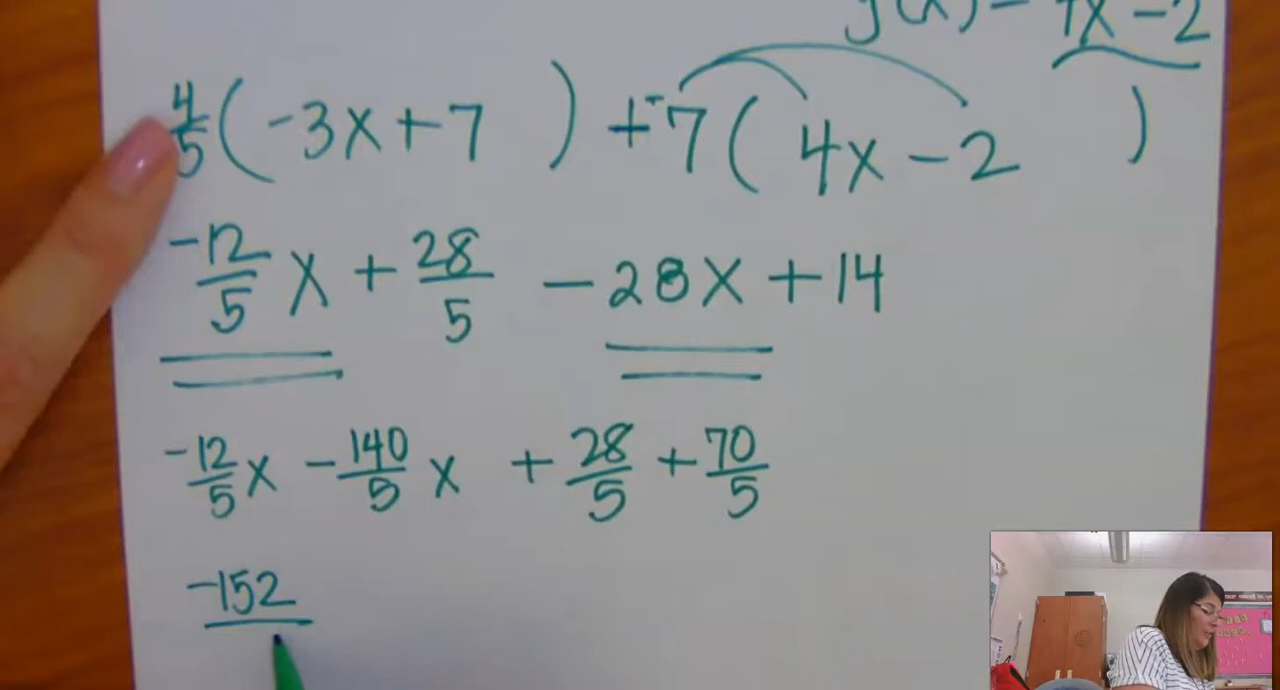 g(x) = 4x - 2
4/5 ( -3x + 7 ) + -7 ( 4x - 2 )
-12/5 x + 28/5 - 28x + 14
-12/5 x - 140/5 x + 28/5 + 70/5
-152